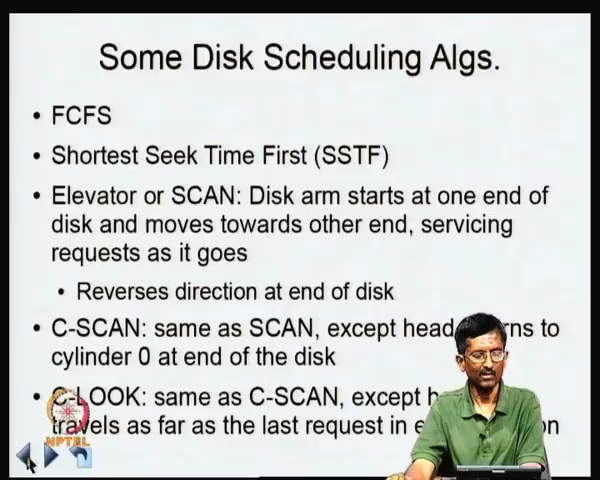 Some Disk Scheduling Algs.
• FCFS
• Shortest Seek Time First (SSTF)
• Elevator or SCAN: Disk arm starts at one end of
disk and moves towards other end, servicing
requests as it goes
• Reverses direction at end of disk
• C-SCAN: same as SCAN, except head to
cylinder 0 at end of the disk
• C-LOOK: same as C-SCAN, except
travels as far as the last request in
NPTEL